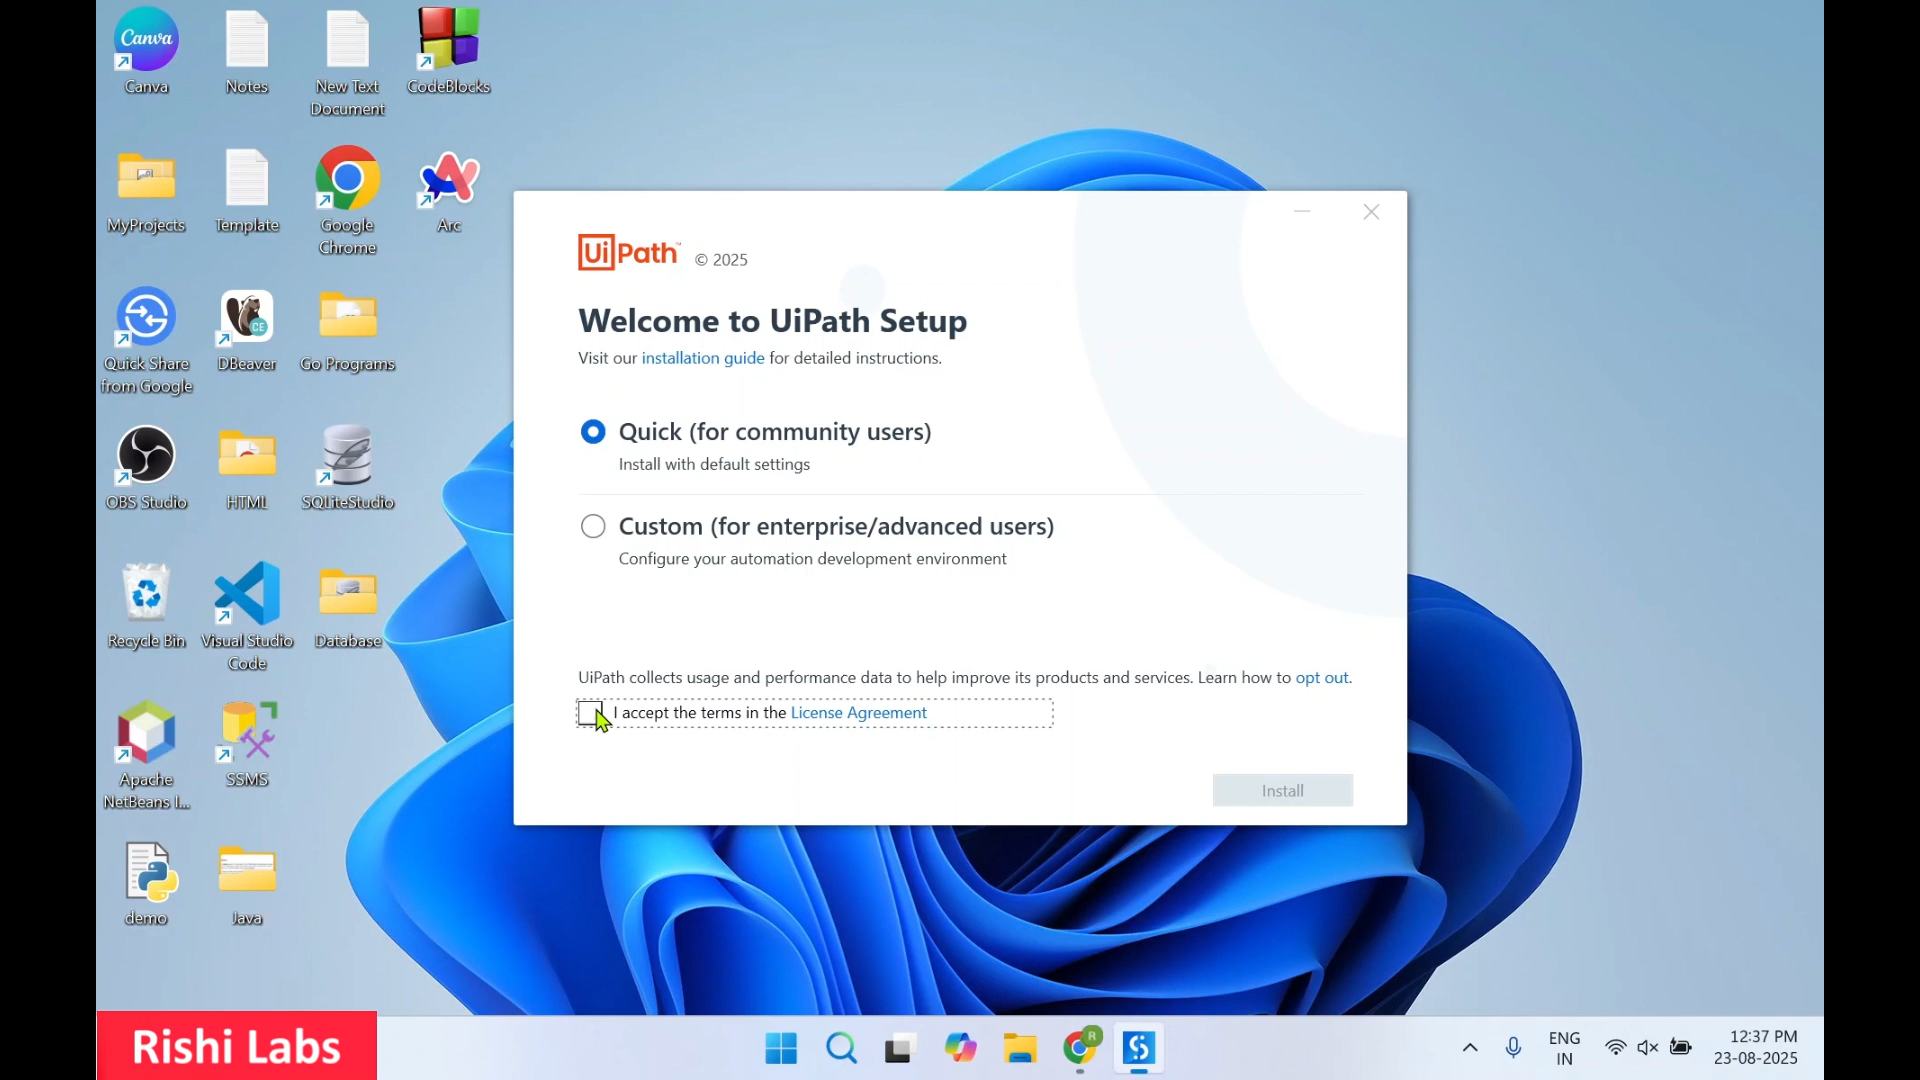 Canva
Notes
New Text
Document
CodeBlocks
MyProjects
Template
Google
Chrome
Arc
Quick Share
from Google
DBeaver
Go Programs
OBS Studio
HTML
SQLiteStudio
Recycle Bin
Visual Studio
Code
Database
Apache
NetBeans I...
SSMS
demo
Java
Canva
CE
UiPath™ © 2025
Welcome to UiPath Setup
Visit our installation guide for detailed instructions.
Quick (for community users)
Install with default settings
Custom (for enterprise/advanced users)
Configure your automation development environment
UiPath collects usage and performance data to help improve its products and services. Learn how to opt out.
I accept the terms in the License Agreement
Install
Rishi Labs
R
ENG
IN
12:37 PM
23-08-2025